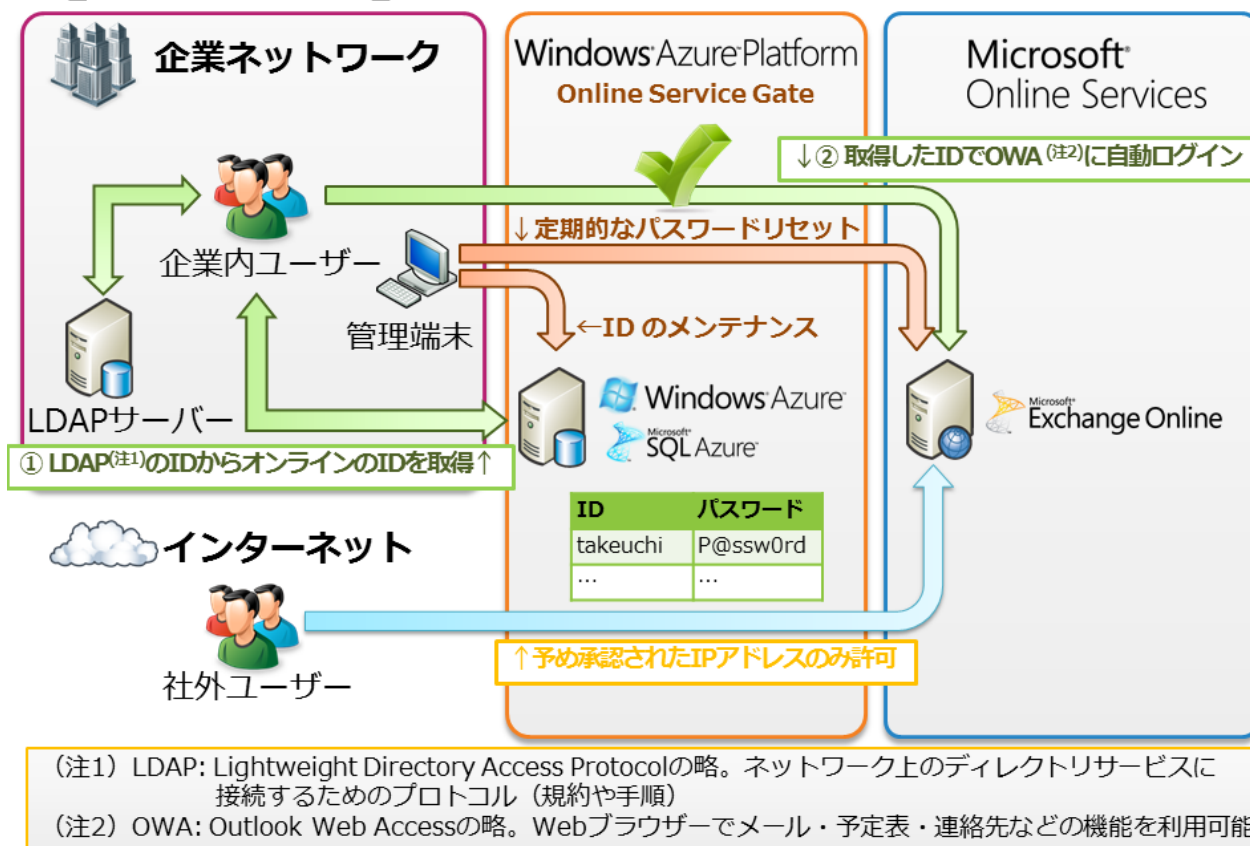 企業ネットワーク
Windows Azure Platform
Online Service Gate
Microsoft
Online Services
↓② 取得したIDでOWA (注2)に自動ログイン
↓定期的なパスワードリセット
企業内ユーザー
管理端末
←ID のメンテナンス
LDAPサーバー
Windows Azure
Microsoft
SQL Azure
Microsoft
Exchange Online
① LDAP(注1)のIDからオンラインのIDを取得↑
ID パスワード
takeuchi P@ssw0rd
… …
インターネット
社外ユーザー
↑予め承認されたIPアドレスのみ許可
（注1）LDAP: Lightweight Directory Access Protocolの略。ネットワーク上のディレクトリサービスに
接続するためのプロトコル（規約や手順）
（注2）OWA: Outlook Web Accessの略。Webブラウザーでメール・予定表・連絡先などの機能を利用可能